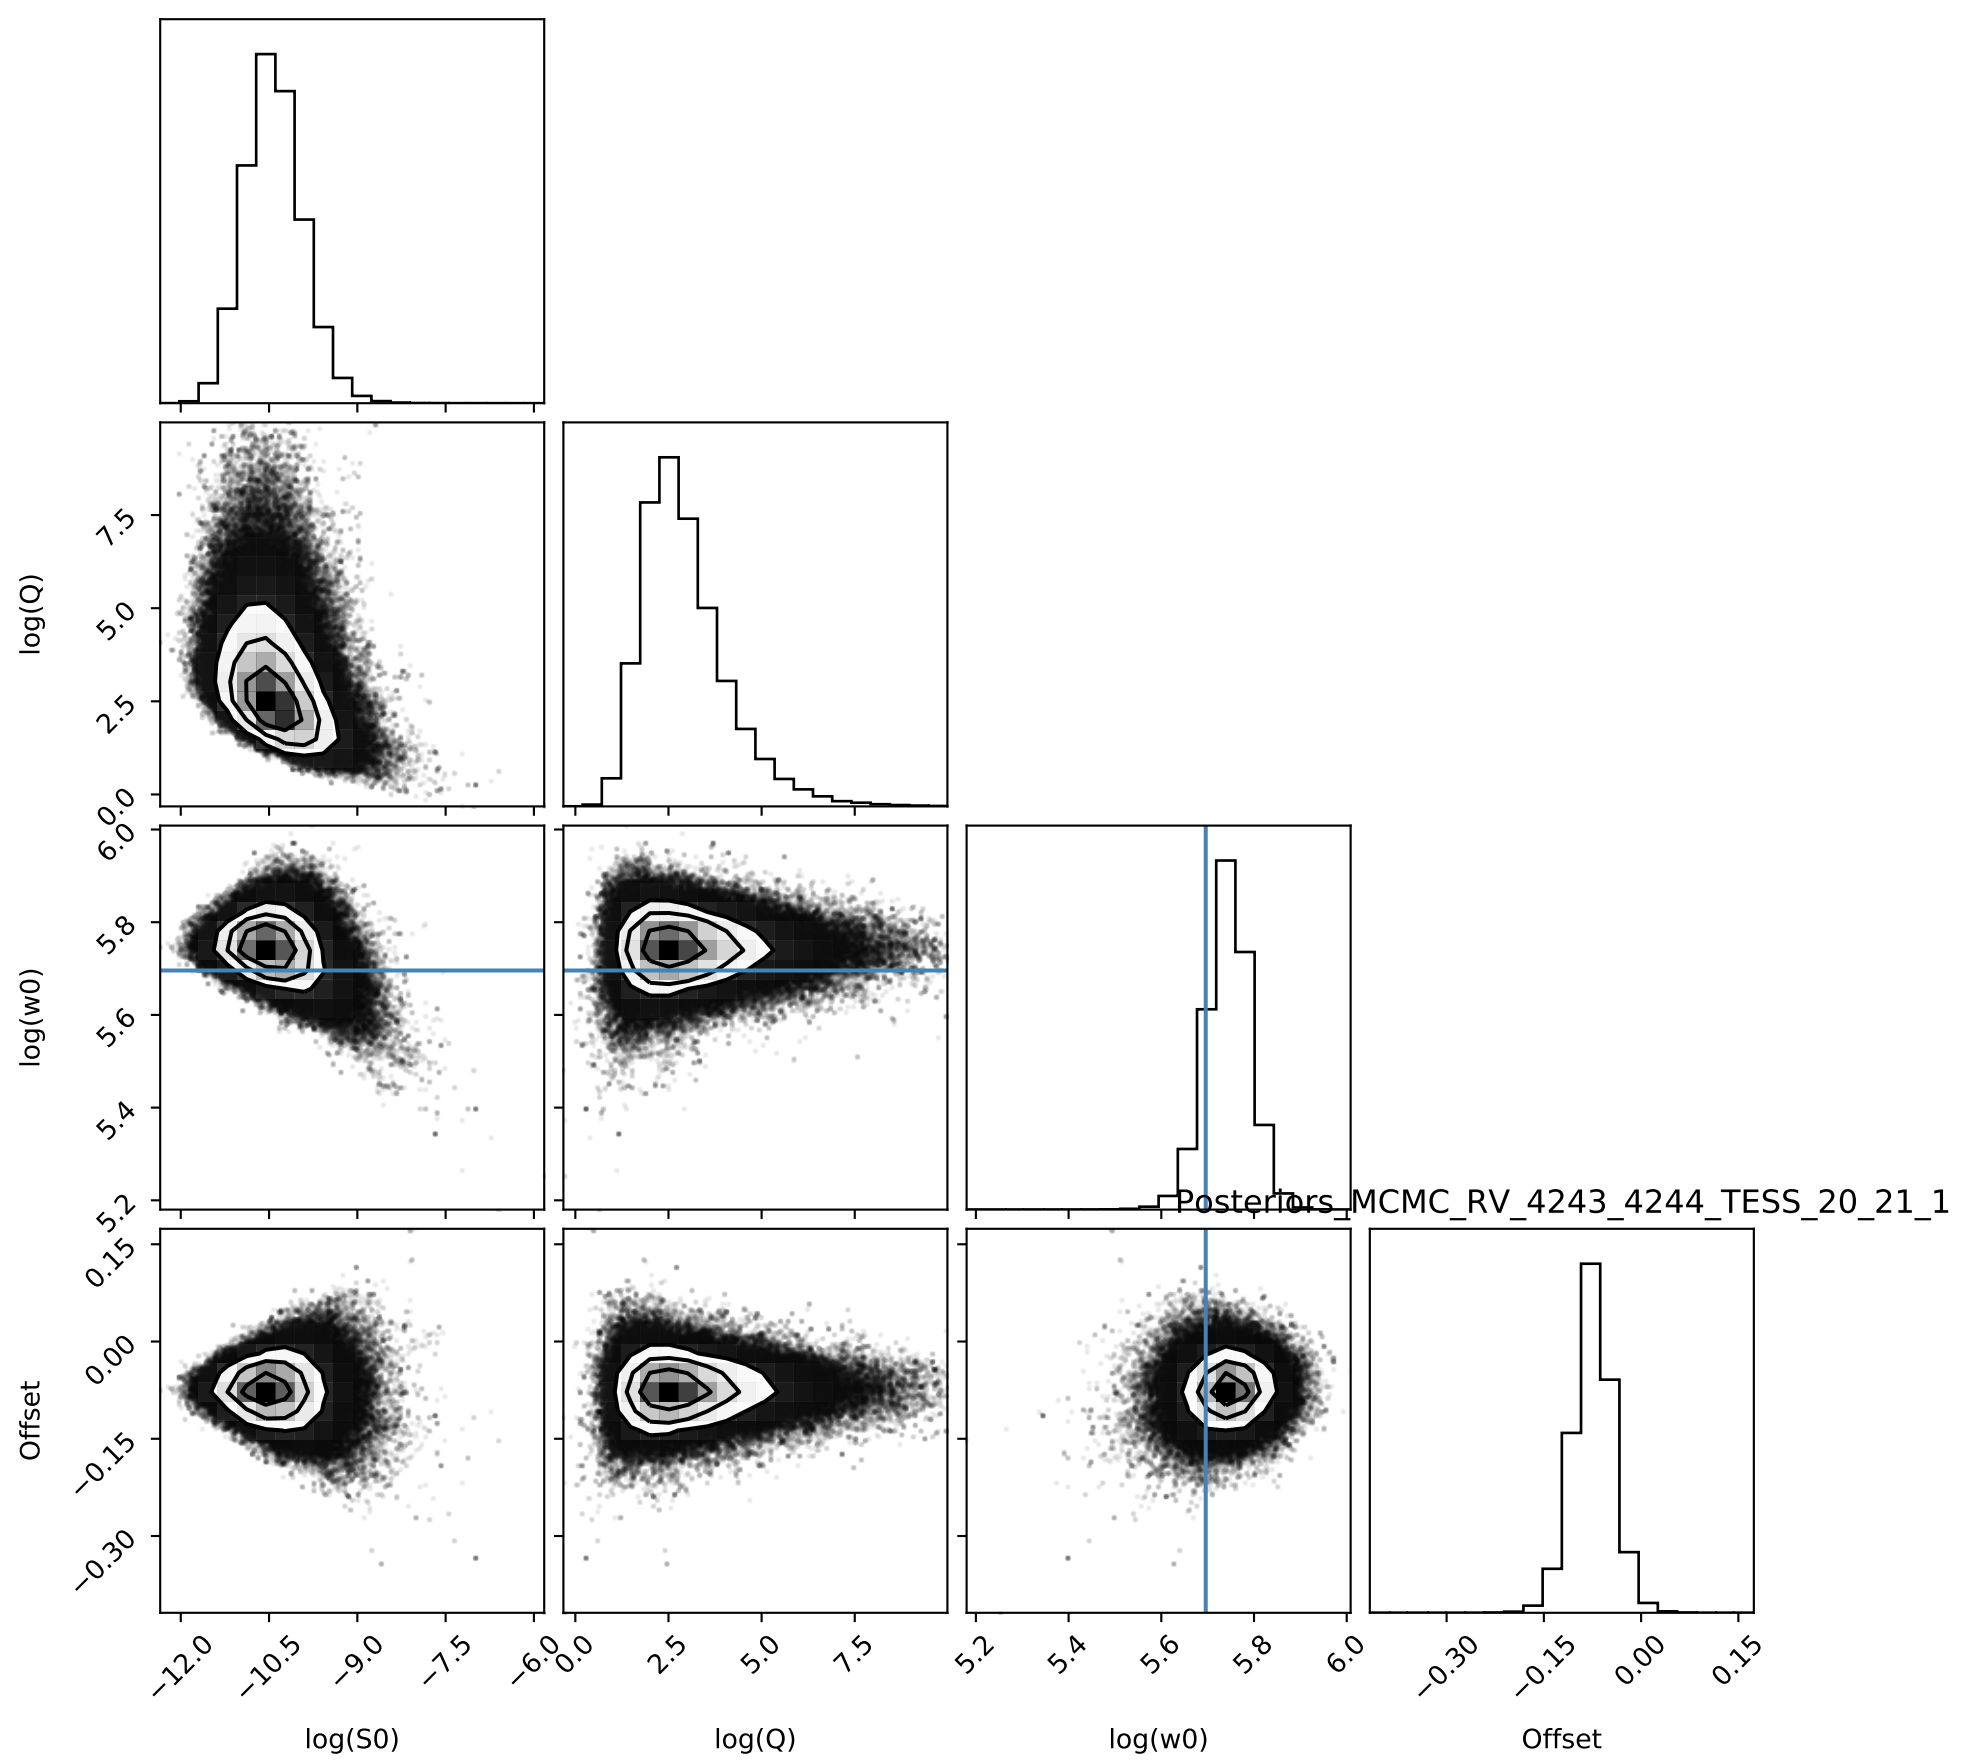 log(Q)
7.5
5.0
2.5
0.0
log(w0)
6.0
5.8
5.6
5.4
5.2
Posteriors_MCMC_RV_4243_4244_TESS_20_21_1
Offset
0.15
0.00
−0.15
−0.30
−12.0 −10.5 −9.0 −7.5 −6.0 0.0 2.5 5.0 7.5 5.2 5.4 5.6 5.8 6.0 −0.30 −0.15 0.00 0.15
log(S0) log(Q) log(w0) Offset